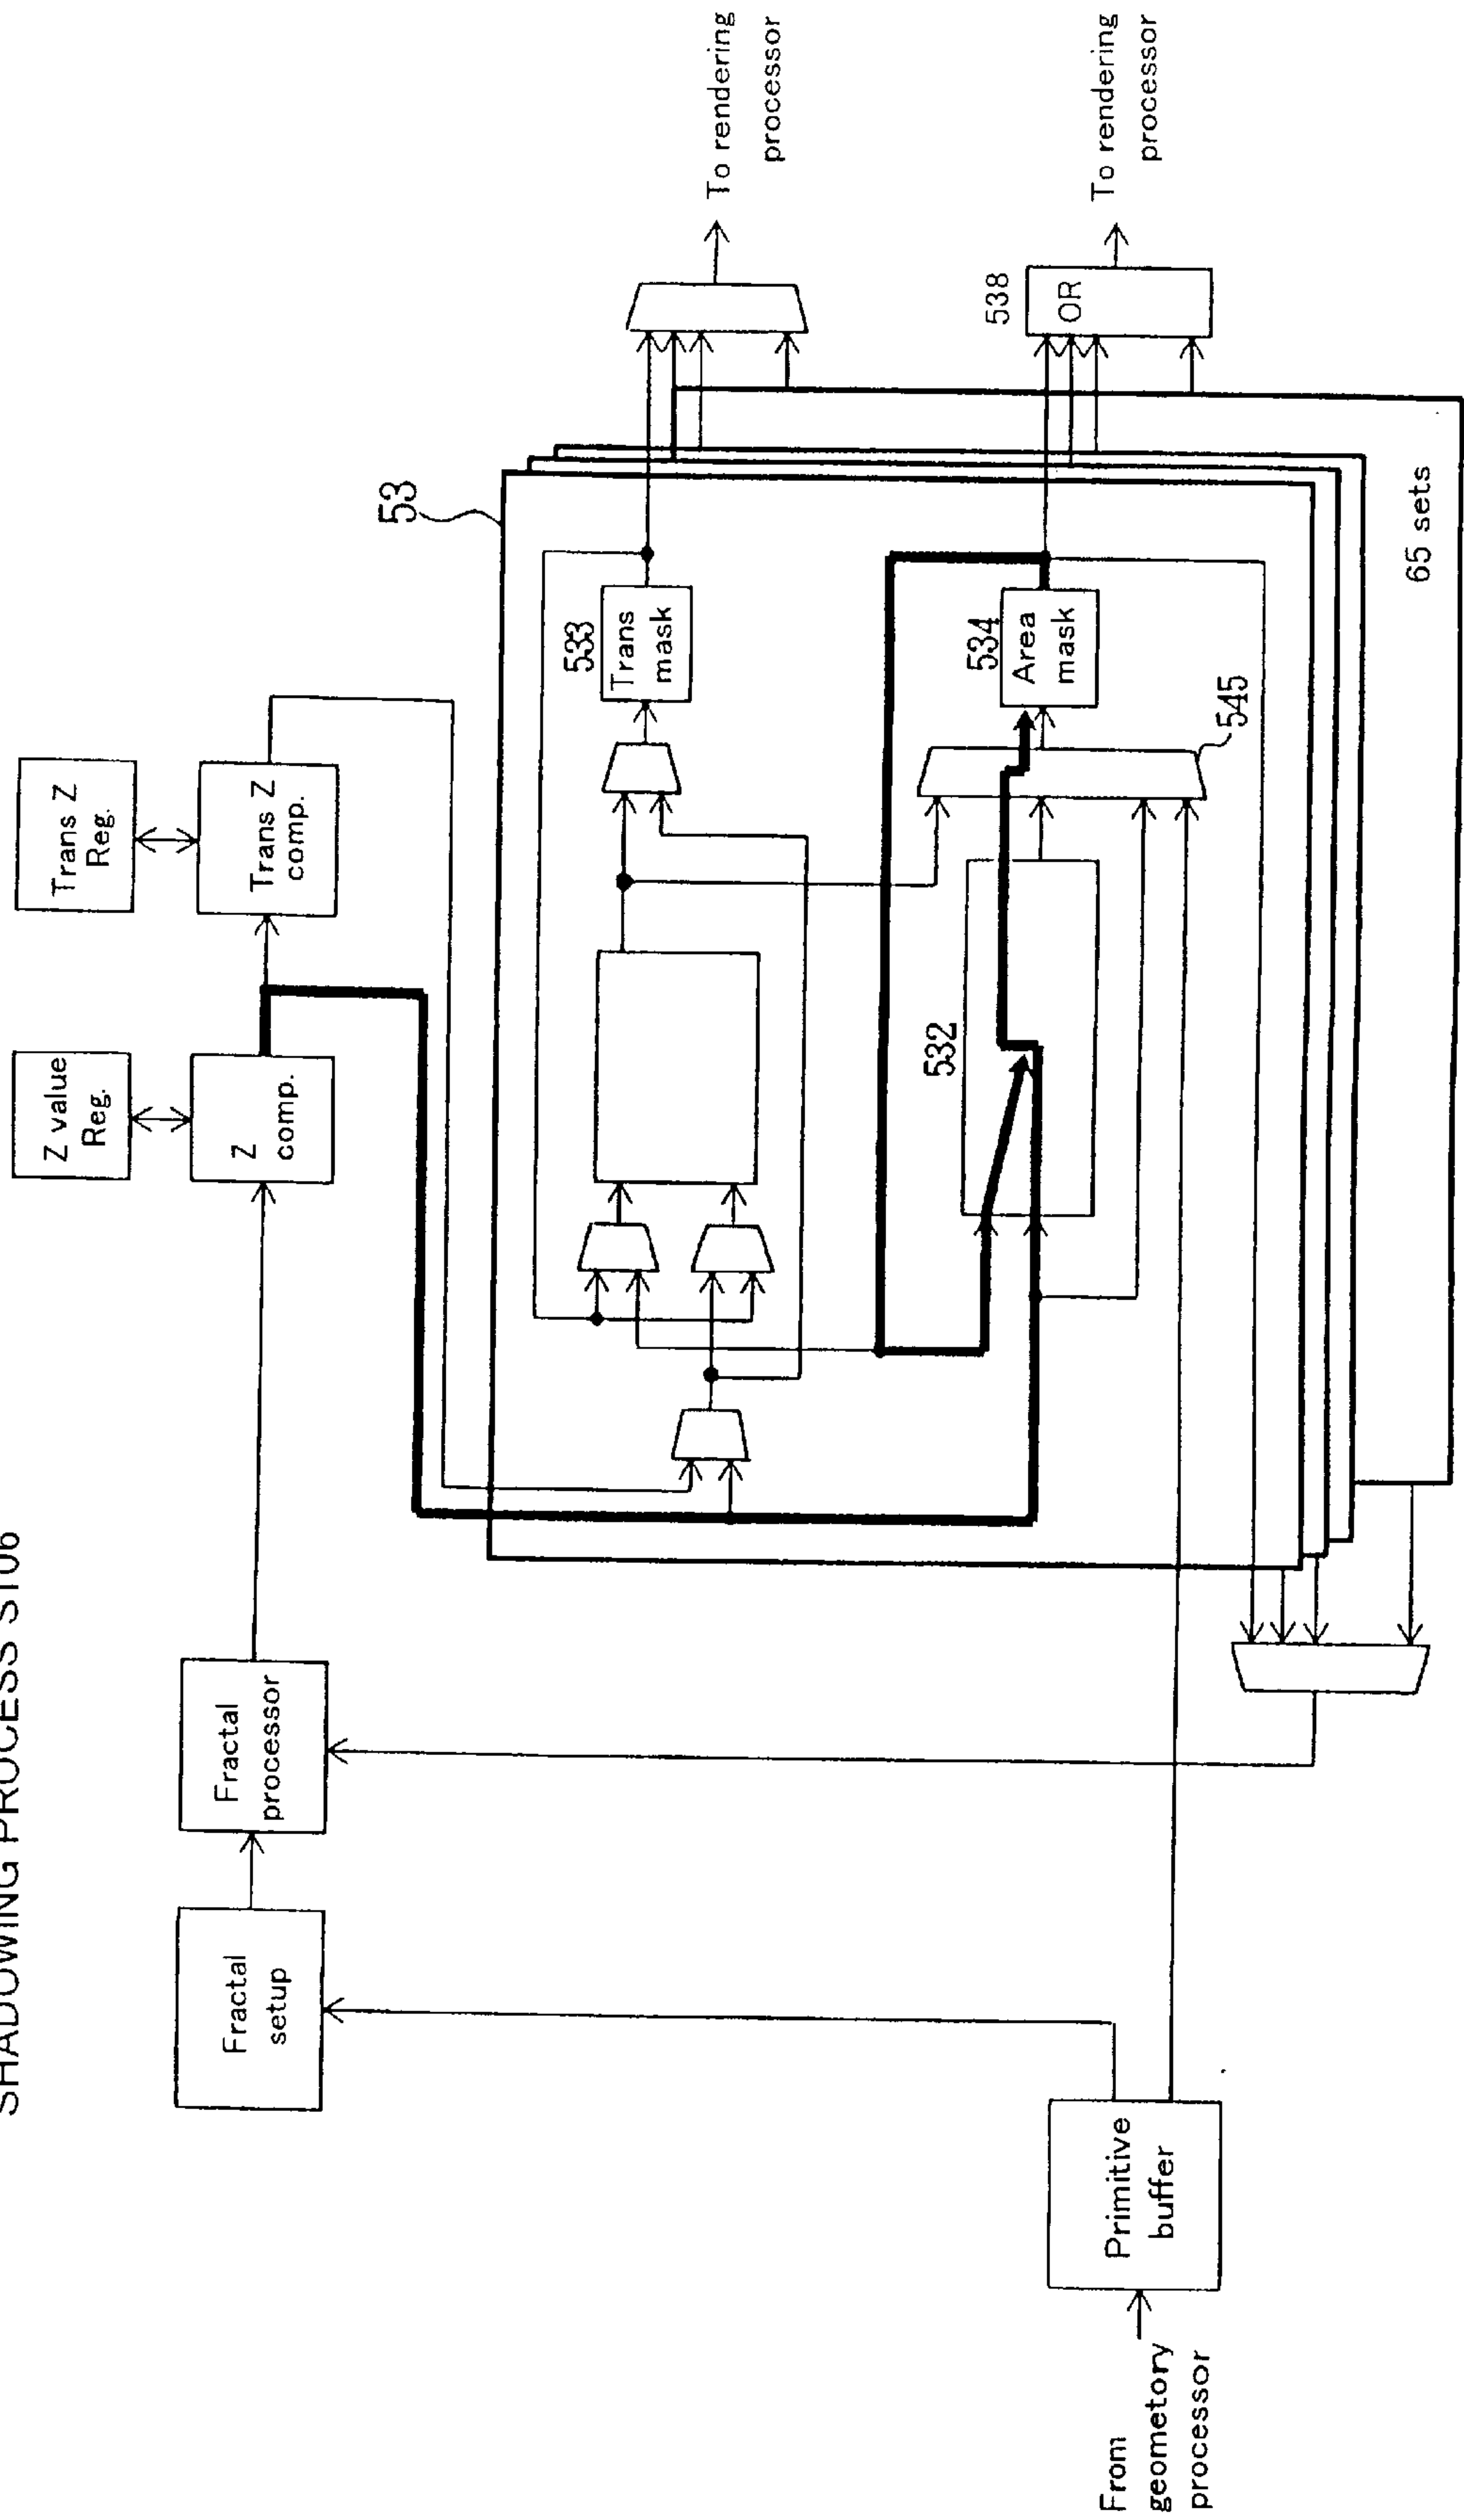 SHADOWING PROCESS S106
Z value
Reg.
Trans Z
Reg.
Fractal
setup
Fractal
processor
Z
comp.
Trans Z
comp.
53
533
Trans
mask
To rendering
processor
532
534
Area
mask
545
538
OR
To rendering
processor
65 sets
From
geometory
processor
Primitive
buffer